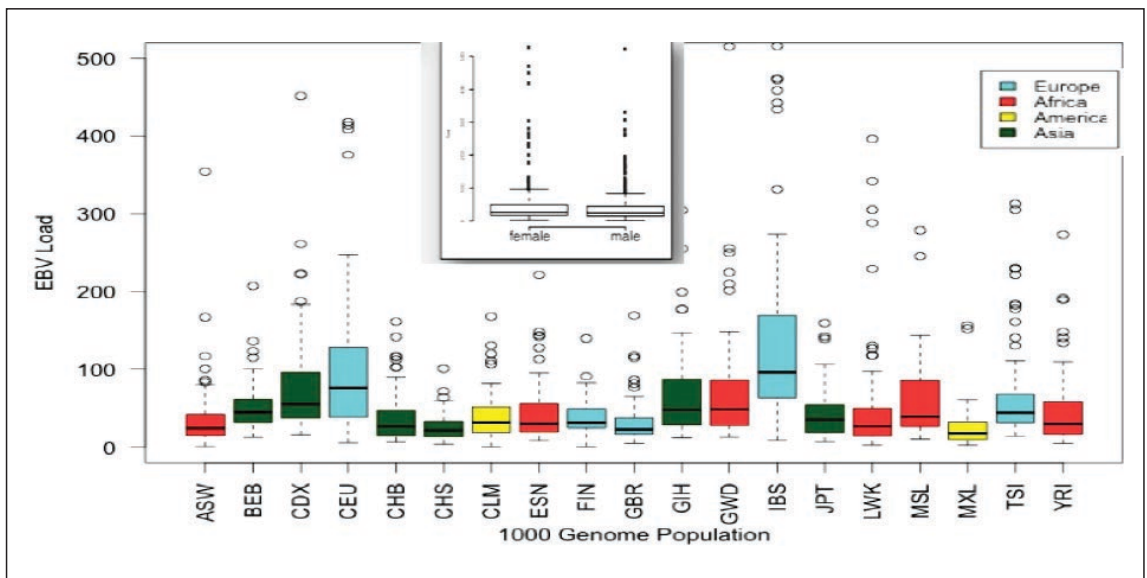 500
400
300
200
100
0
EBV Load
female
male
Europe
Africa
America
Asia
ASW
BEB
CDX
CEU
CHB
CHS
CLM
ESN
FIN
GBR
GIH
GWD
IBS
JPT
LWK
MSL
MXL
TSI
YRI
1000 Genome Population